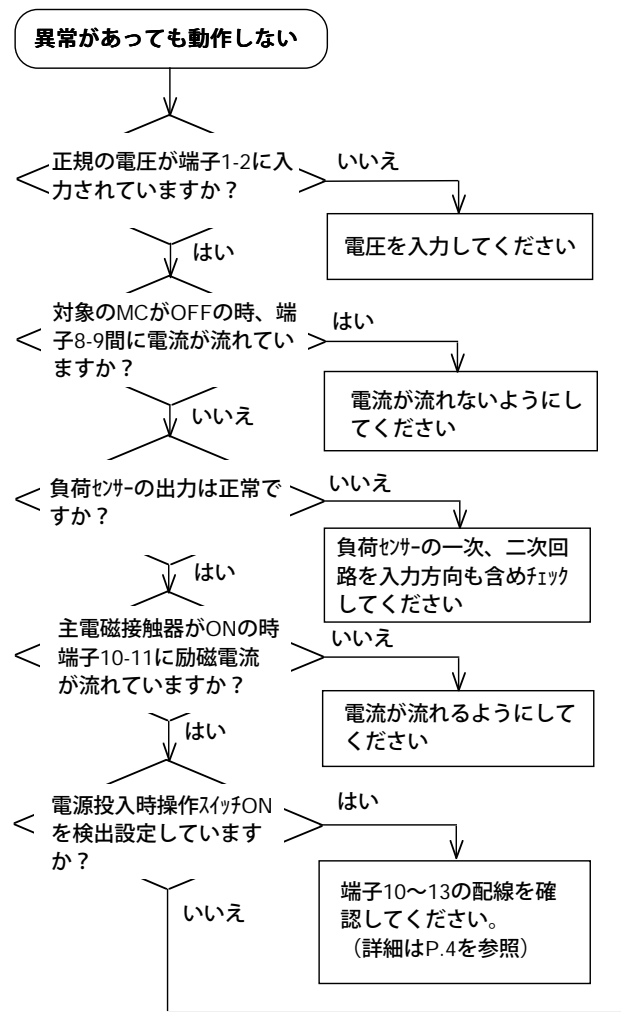 異常があっても動作しない
正規の電圧が端子1-2に入
力されていますか？
いいえ
電圧を入力してください
はい
対象のMCがOFFの時、端
子8-9間に電流が流れてい
ますか？
はい
電流が流れないようにし
てください
いいえ
負荷ｾﾝｻｰの出力は正常で
すか？
いいえ
負荷ｾﾝｻｰの一次、二次回
路を入力方向も含めﾁｪｯｸ
してください
はい
主電磁接触器がONの時
端子10-11に励磁電流
が流れていますか？
いいえ
電流が流れるようにして
ください
はい
電源投入時操作ｽｲｯﾁON
を検出設定しています
か？
はい
端子10～13の配線を確
認してください。
（詳細はP.4を参照）
いいえ